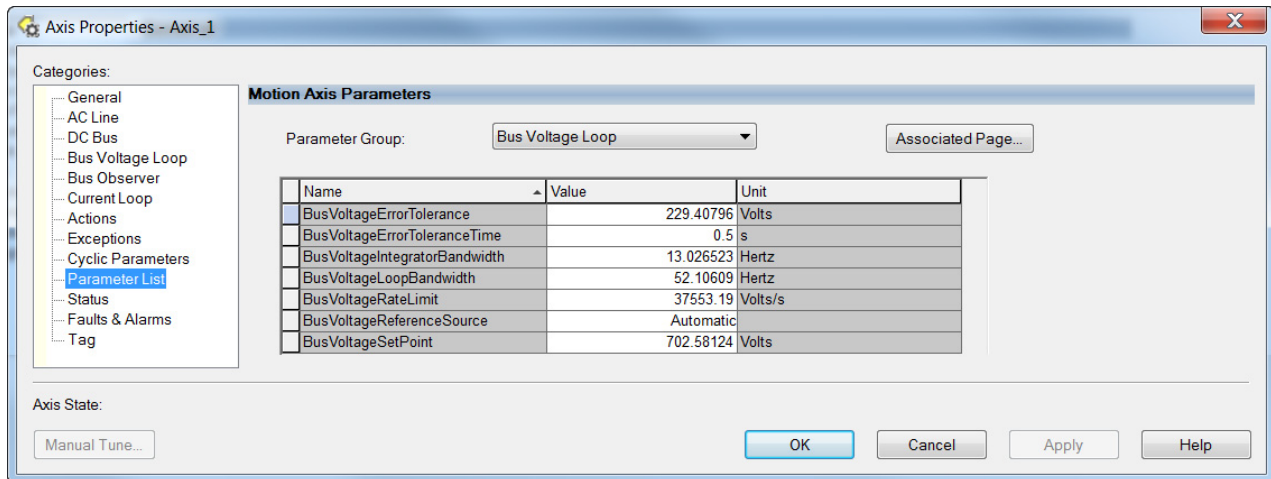 Axis Properties - Axis_1
Categories:
General
AC Line
DC Bus
Bus Voltage Loop
Bus Observer
Current Loop
Actions
Exceptions
Cyclic Parameters
Parameter List
Status
Faults & Alarms
Tag
Motion Axis Parameters
Parameter Group: Bus Voltage Loop Associated Page...
Name Value Unit
BusVoltageErrorTolerance 229.40796 Volts
BusVoltageErrorToleranceTime 0.5 s
BusVoltageIntegratorBandwidth 13.026523 Hertz
BusVoltageLoopBandwidth 52.10609 Hertz
BusVoltageRateLimit 37553.19 Volts/s
BusVoltageReferenceSource Automatic
BusVoltageSetPoint 702.58124 Volts
Axis State:
Manual Tune... OK Cancel Apply Help